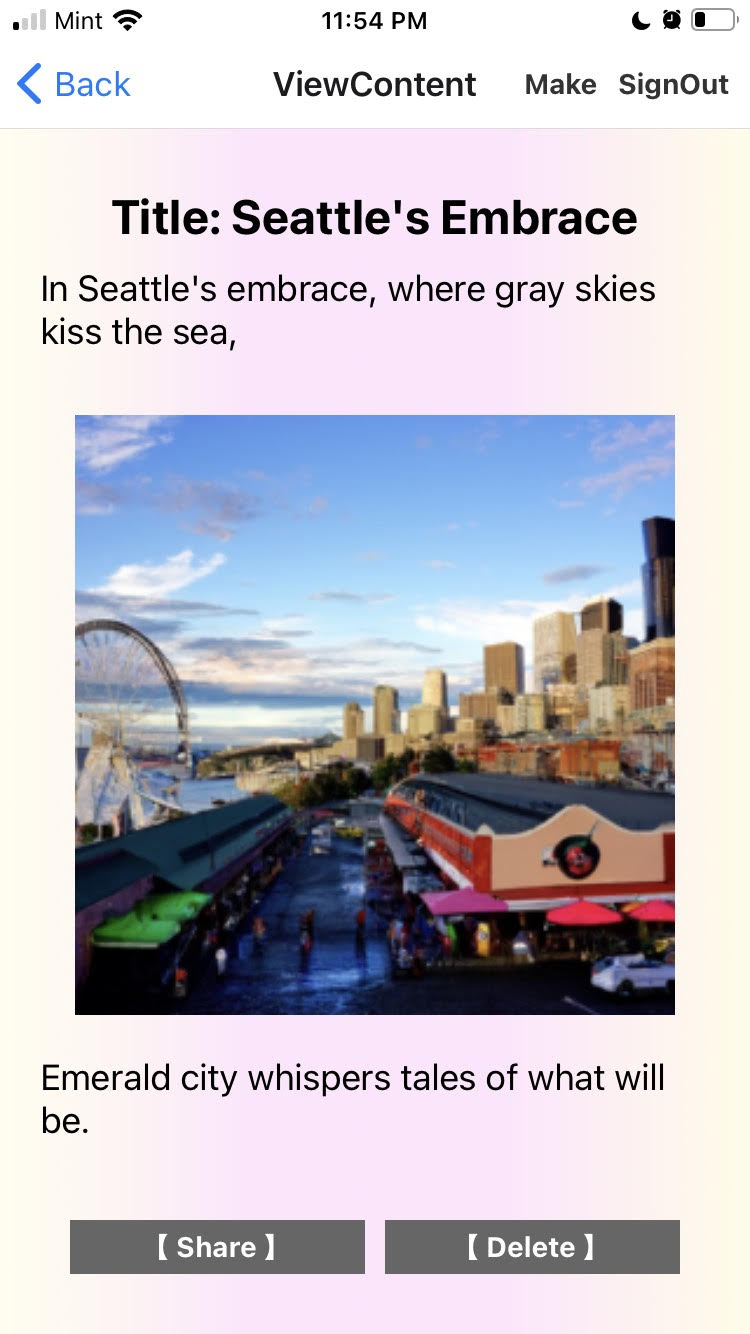 Mint 11:54 PM
Back ViewContent Make SignOut
Title: Seattle's Embrace
In Seattle's embrace, where gray skies
kiss the sea,
Emerald city whispers tales of what will
be.
【 Share 】 【 Delete 】